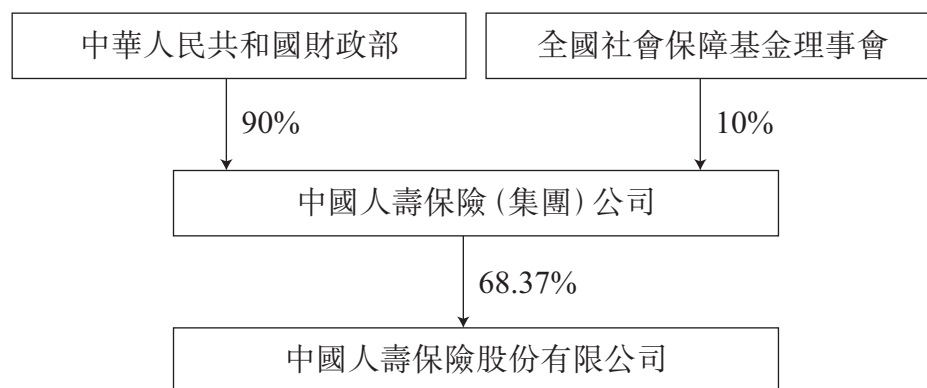 中華人民共和國財政部
全國社會保障基金理事會
90%
10%
中國人壽保險（集團）公司
68.37%
中國人壽保險股份有限公司